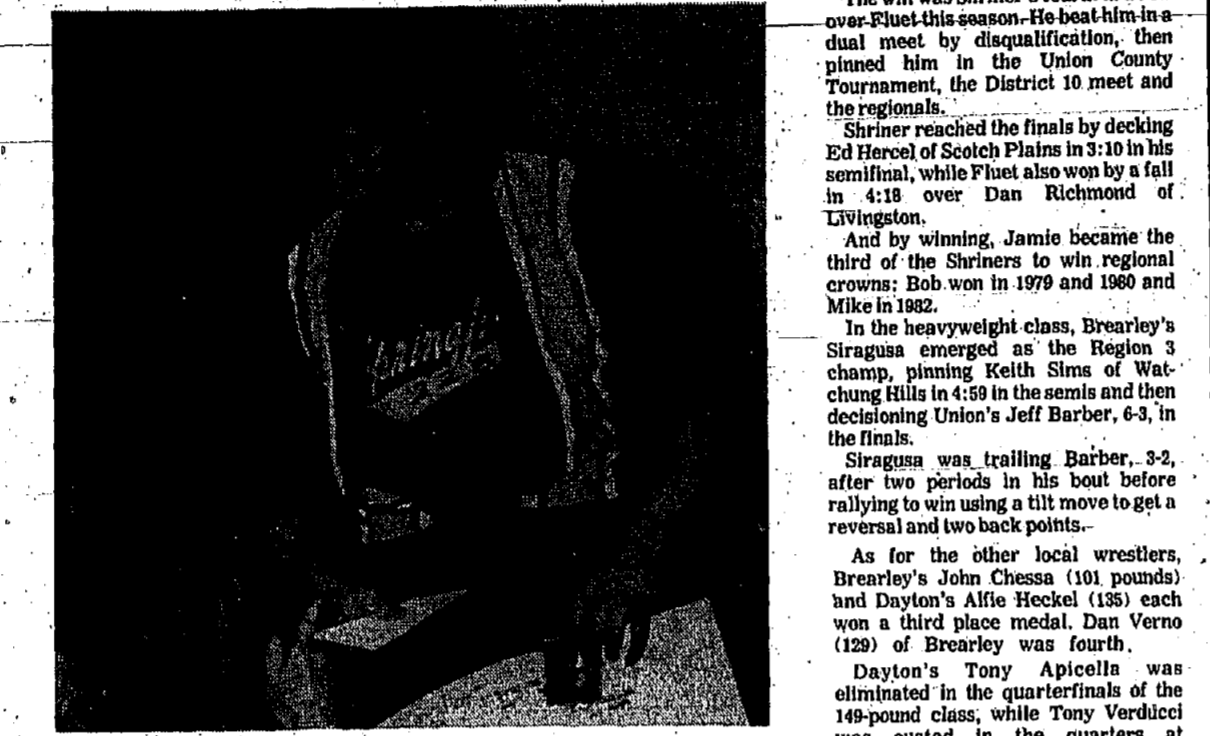 over Fluet this season. He beat him in a
dual meet by disqualification, then
pinned him in the Union County
Tournament, the District 10 meet and
the regionals.
Shriner reached the finals by decking
Ed Hercel of Scotch Plains in 3:10 in his
semifinal, while Fluet also won by a fall
in 4:18 over Dan Richmond of
Livingston.
And by winning, Jamie became the
third of the Shriners to win regional
crowns: Bob won in 1979 and 1980 and
Mike in 1982.
In the heavyweight class, Brearley's
Siragusa emerged as the Region 3
champ, pinning Keith Sims of Wat-
chung Hills in 4:59 in the semis and then
decisioning Union's Jeff Barber, 6-3, in
the finals.
Siragusa was trailing Barber, 3-2,
after two periods in his bout before
rallying to win using a tilt move to get a
reversal and two back points.
As for the other local wrestlers,
Brearley's John Chessa (101 pounds)
and Dayton's Alfie Heckel (135) each
won a third place medal. Dan Verno
(129) of Brearley was fourth.
Dayton's Tony Apicella was
eliminated in the quarterfinals of the
149-pound class, while Tony Verducci
was ousted in the quarters at